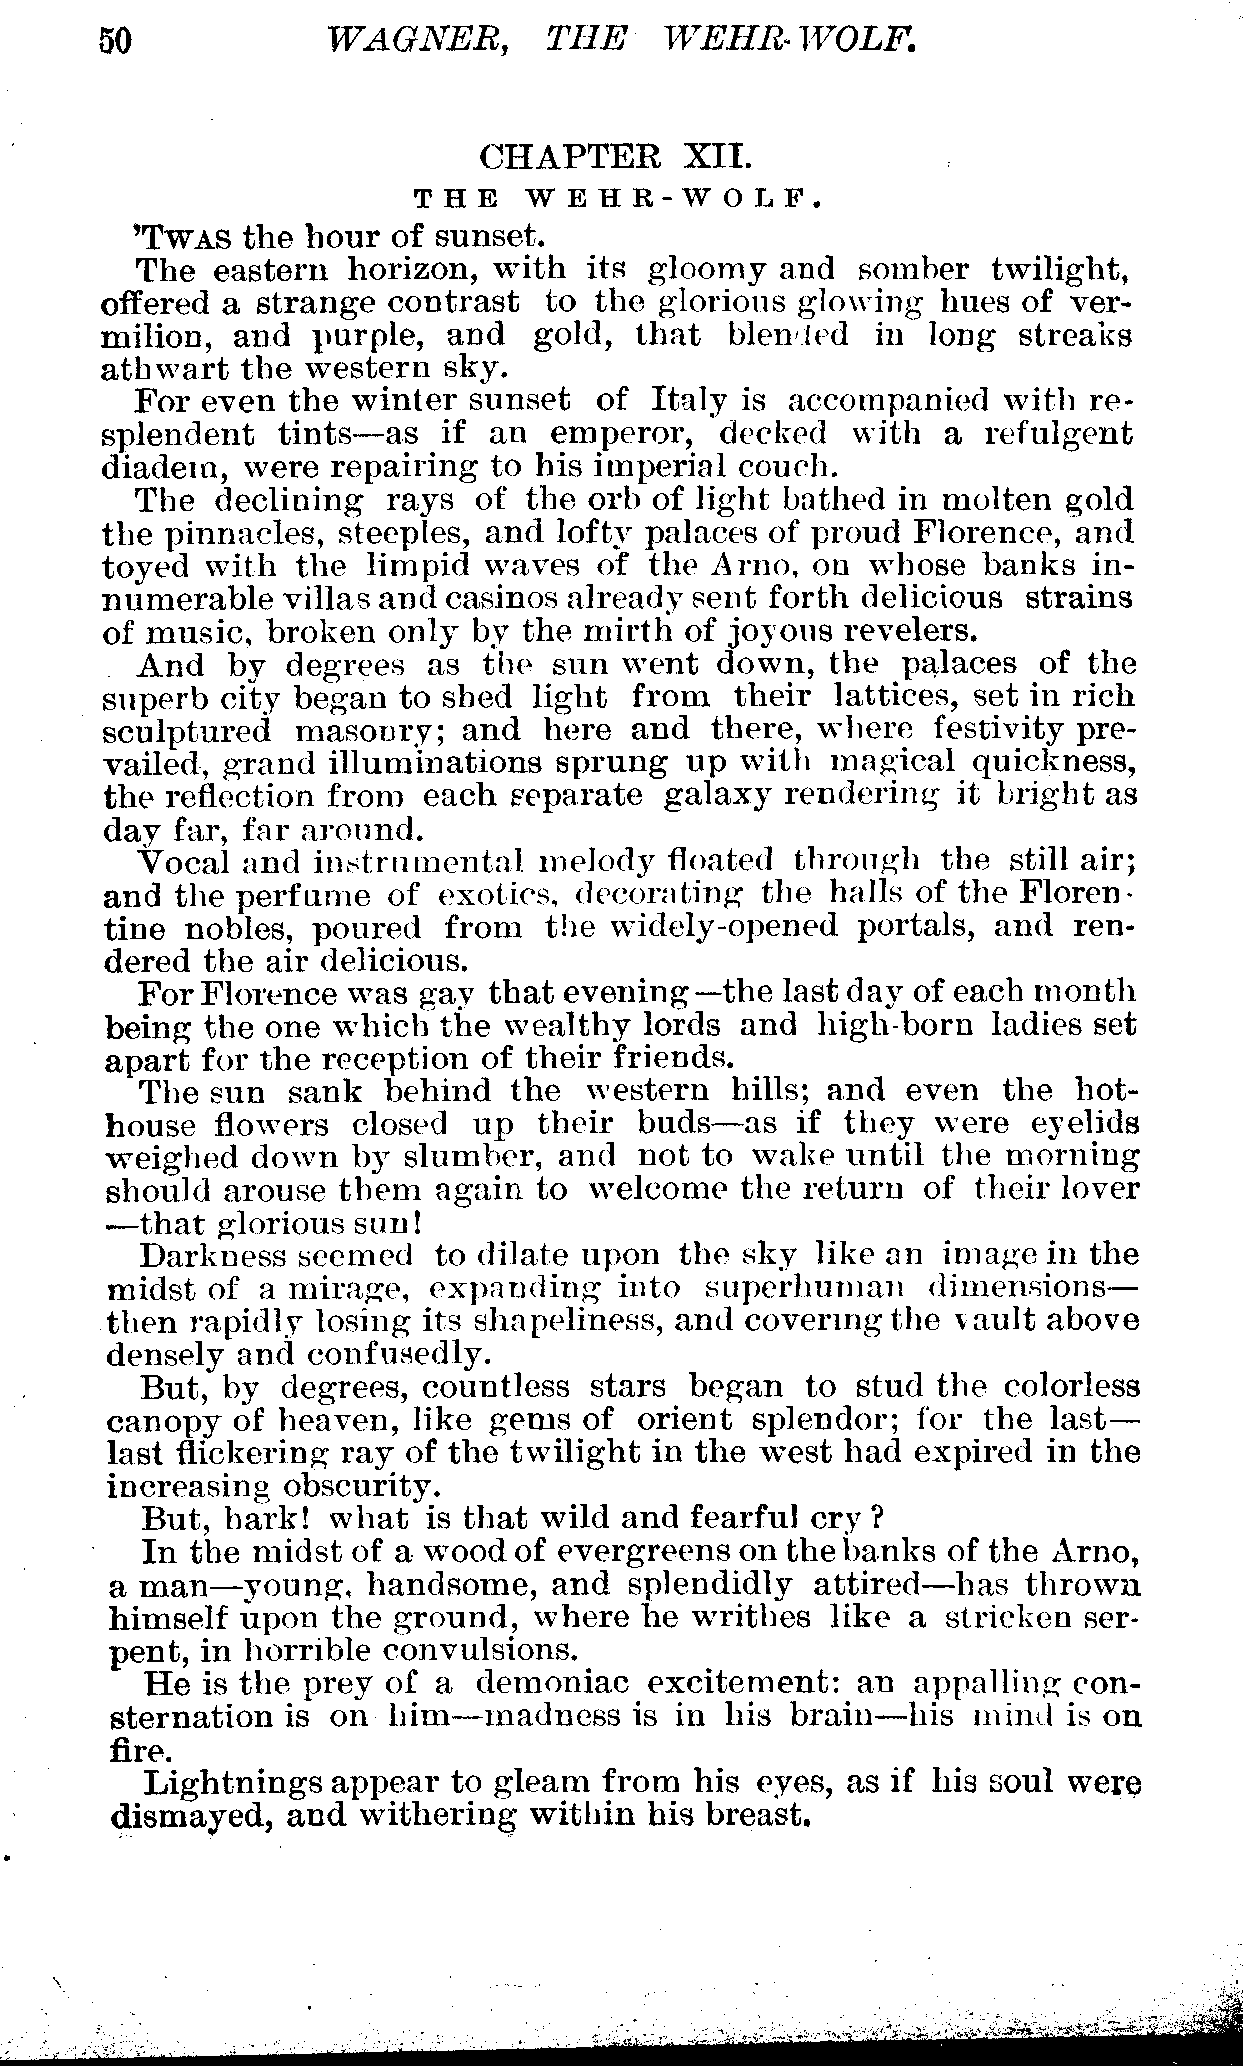 50 WAGNER, THE WEHR-WOLF.
CHAPTER XII.
THE WEHR-WOLF.
'TWAS the hour of sunset.
The eastern horizon, with its gloomy and somber twilight,
offered a strange contrast to the glorious glowing hues of ver-
milion, and purple, and gold, that blended in long streaks
athwart the western sky.
For even the winter sunset of Italy is accompanied with re-
splendent tints—as if an emperor, decked with a refulgent
diadem, were repairing to his imperial couch.
The declining rays of the orb of light bathed in molten gold
the pinnacles, steeples, and lofty palaces of proud Florence, and
toyed with the limpid waves of the Arno, on whose banks in-
numerable villas and casinos already sent forth delicious strains
of music, broken only by the mirth of joyous revelers.
And by degrees as the sun went down, the palaces of the
superb city began to shed light from their lattices, set in rich
sculptured masonry; and here and there, where festivity pre-
vailed, grand illuminations sprung up with magical quickness,
the reflection from each separate galaxy rendering it bright as
day far, far around.
Vocal and instrumental melody floated through the still air;
and the perfume of exotics, decorating the halls of the Floren-
tine nobles, poured from the widely-opened portals, and ren-
dered the air delicious.
For Florence was gay that evening—the last day of each month
being the one which the wealthy lords and high-born ladies set
apart for the reception of their friends.
The sun sank behind the western hills; and even the hot-
house flowers closed up their buds—as if they were eyelids
weighed down by slumber, and not to wake until the morning
should arouse them again to welcome the return of their lover
—that glorious sun!
Darkness seemed to dilate upon the sky like an image in the
midst of a mirage, expanding into superhuman dimensions—
then rapidly losing its shapeliness, and covering the vault above
densely and confusedly.
But, by degrees, countless stars began to stud the colorless
canopy of heaven, like gems of orient splendor; for the last—
last flickering ray of the twilight in the west had expired in the
increasing obscurity.
But, hark! what is that wild and fearful cry?
In the midst of a wood of evergreens on the banks of the Arno,
a man—young, handsome, and splendidly attired—has thrown
himself upon the ground, where he writhes like a stricken ser-
pent, in horrible convulsions.
He is the prey of a demoniac excitement: an appalling con-
sternation is on him—madness is in his brain—his mind is on
fire.
Lightnings appear to gleam from his eyes, as if his soul were
dismayed, and withering within his breast.